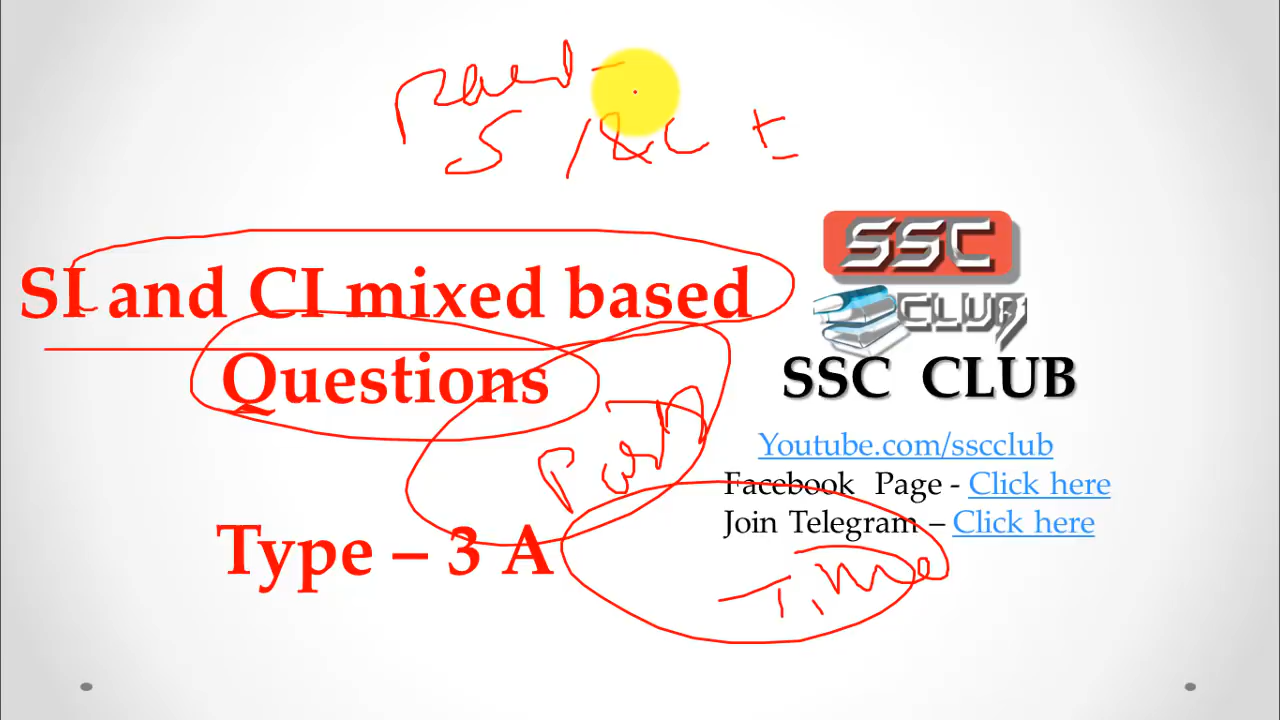 SI and CI mixed based
Questions
Type – 3 A
SSC
CLUB
SSC CLUB
Youtube.com/sscclub
Facebook Page - Click here
Join Telegram – Click here
Part
Time